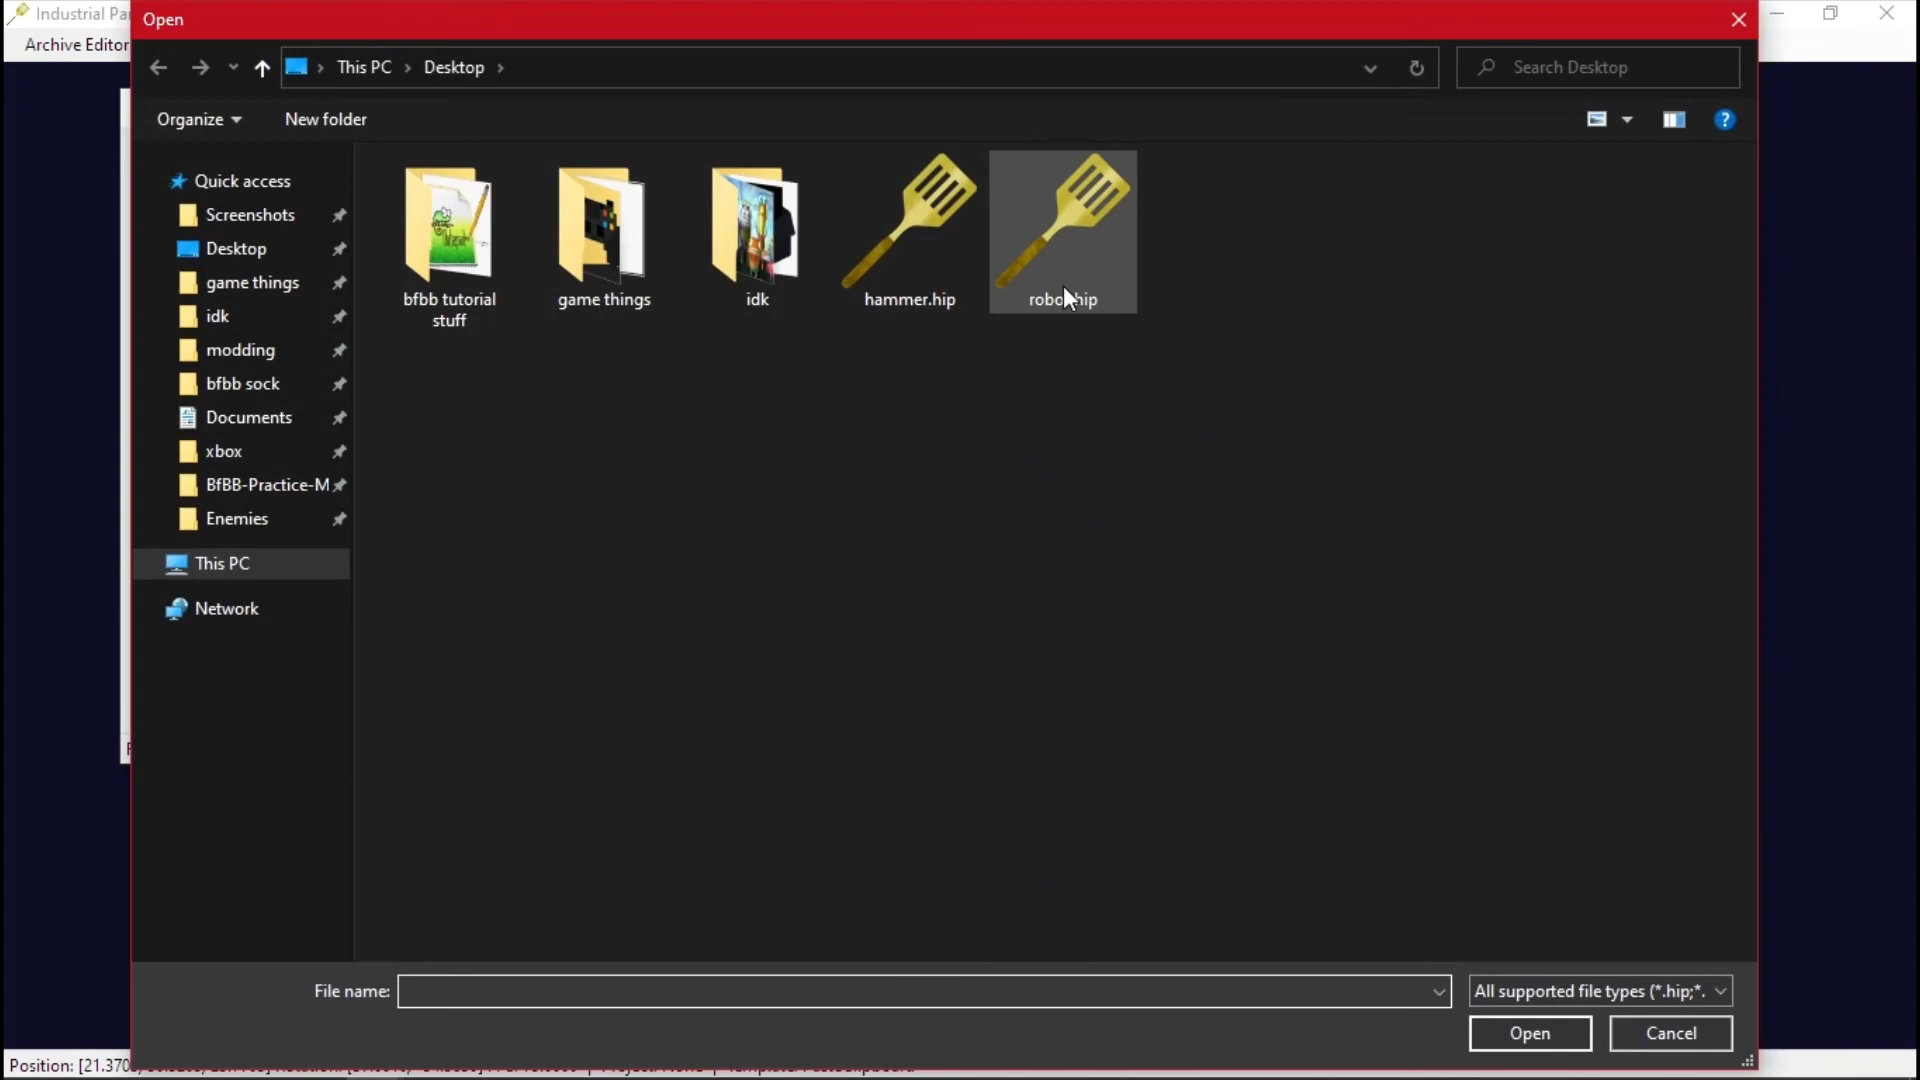 Industrial Pa
Open
Archive Editor
This PC
Desktop
Search Desktop
Organize
New folder
Quick access
Screenshots
Desktop
game things
idk
modding
bfbb sock
Documents
xbox
BfBB-Practice-M
Enemies
This PC
Network
bfbb tutorial
stuff
game things
idk
hammer.hip
File name:
All supported file types (*.hip;*.
Open
Cancel
Position: [21.370